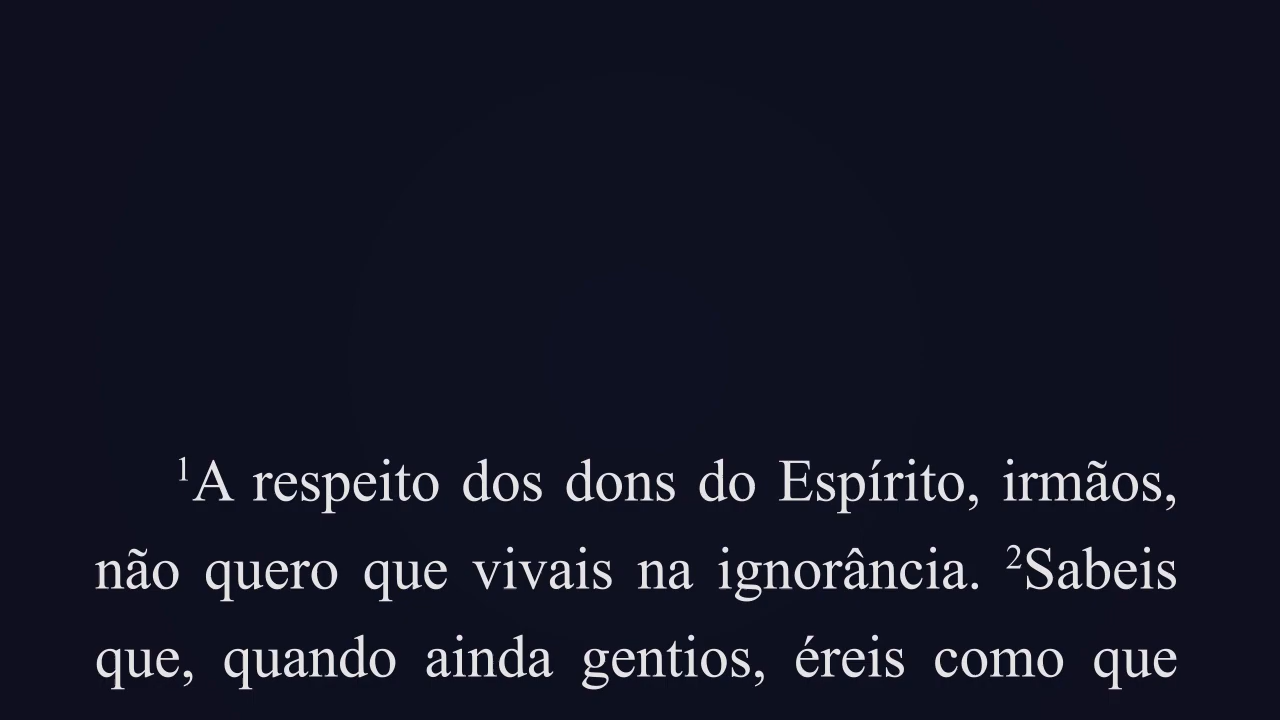 ¹A respeito dos dons do Espírito, irmãos,
não quero que vivais na ignorância. ²Sabeis
que, quando ainda gentios, éreis como que